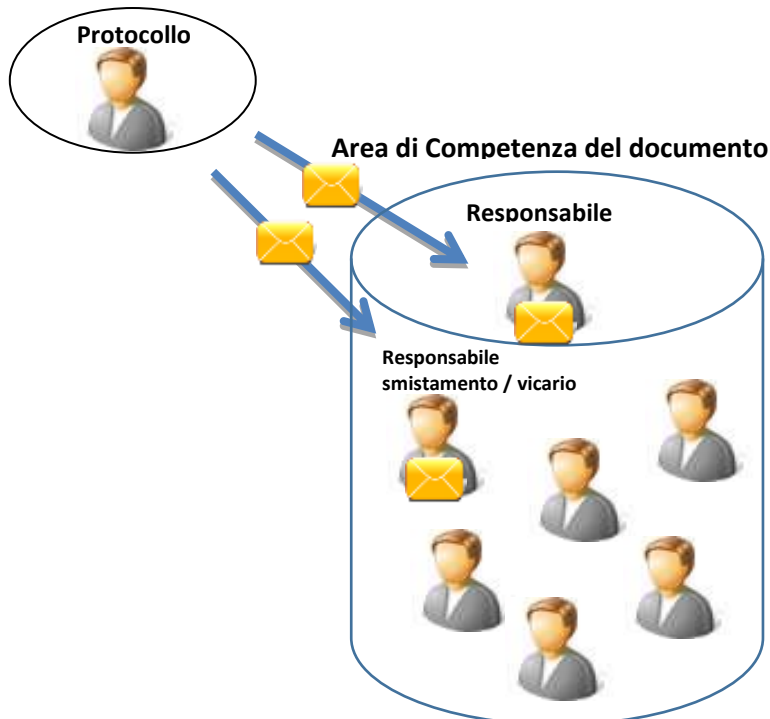 Protocollo
Area di Competenza del documento
Responsabile
Responsabile
smistamento / vicario